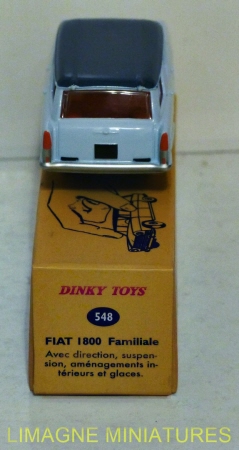 DINKY TOYS
548
FIAT 1800 Familiale
Avec direction, suspen-
sion, aménagements in-
térieurs et glaces.
LIMAGNE MINIATURES